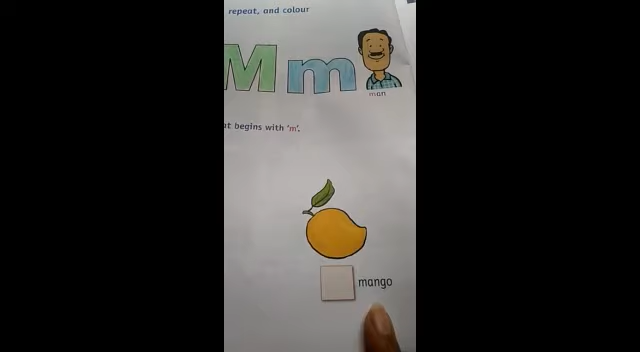 repeat, and colour
Mm
man
at begins with 'm'.
mango